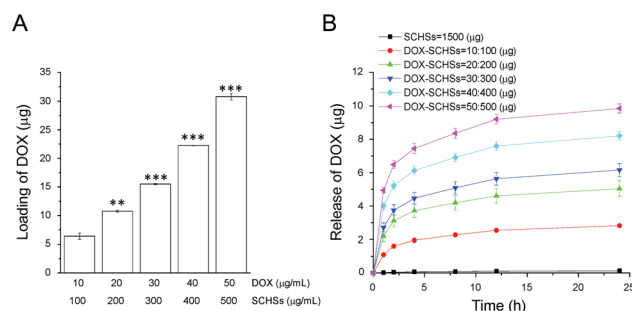 A
Loading of DOX (µg)
35
30
25
20
15
10
5
0
**
***
***
***
10 20 30 40 50 DOX (µg/mL)
100 200 300 400 500 SCHSs (µg/mL)
B
Release of DOX (µg)
12
10
8
6
4
2
0
SCHSs=1500 (µg)
DOX-SCHSs=10:100 (µg)
DOX-SCHSs=20:200 (µg)
DOX-SCHSs=30:300 (µg)
DOX-SCHSs=40:400 (µg)
DOX-SCHSs=50:500 (µg)
0 5 10 15 20 25
Time (h)